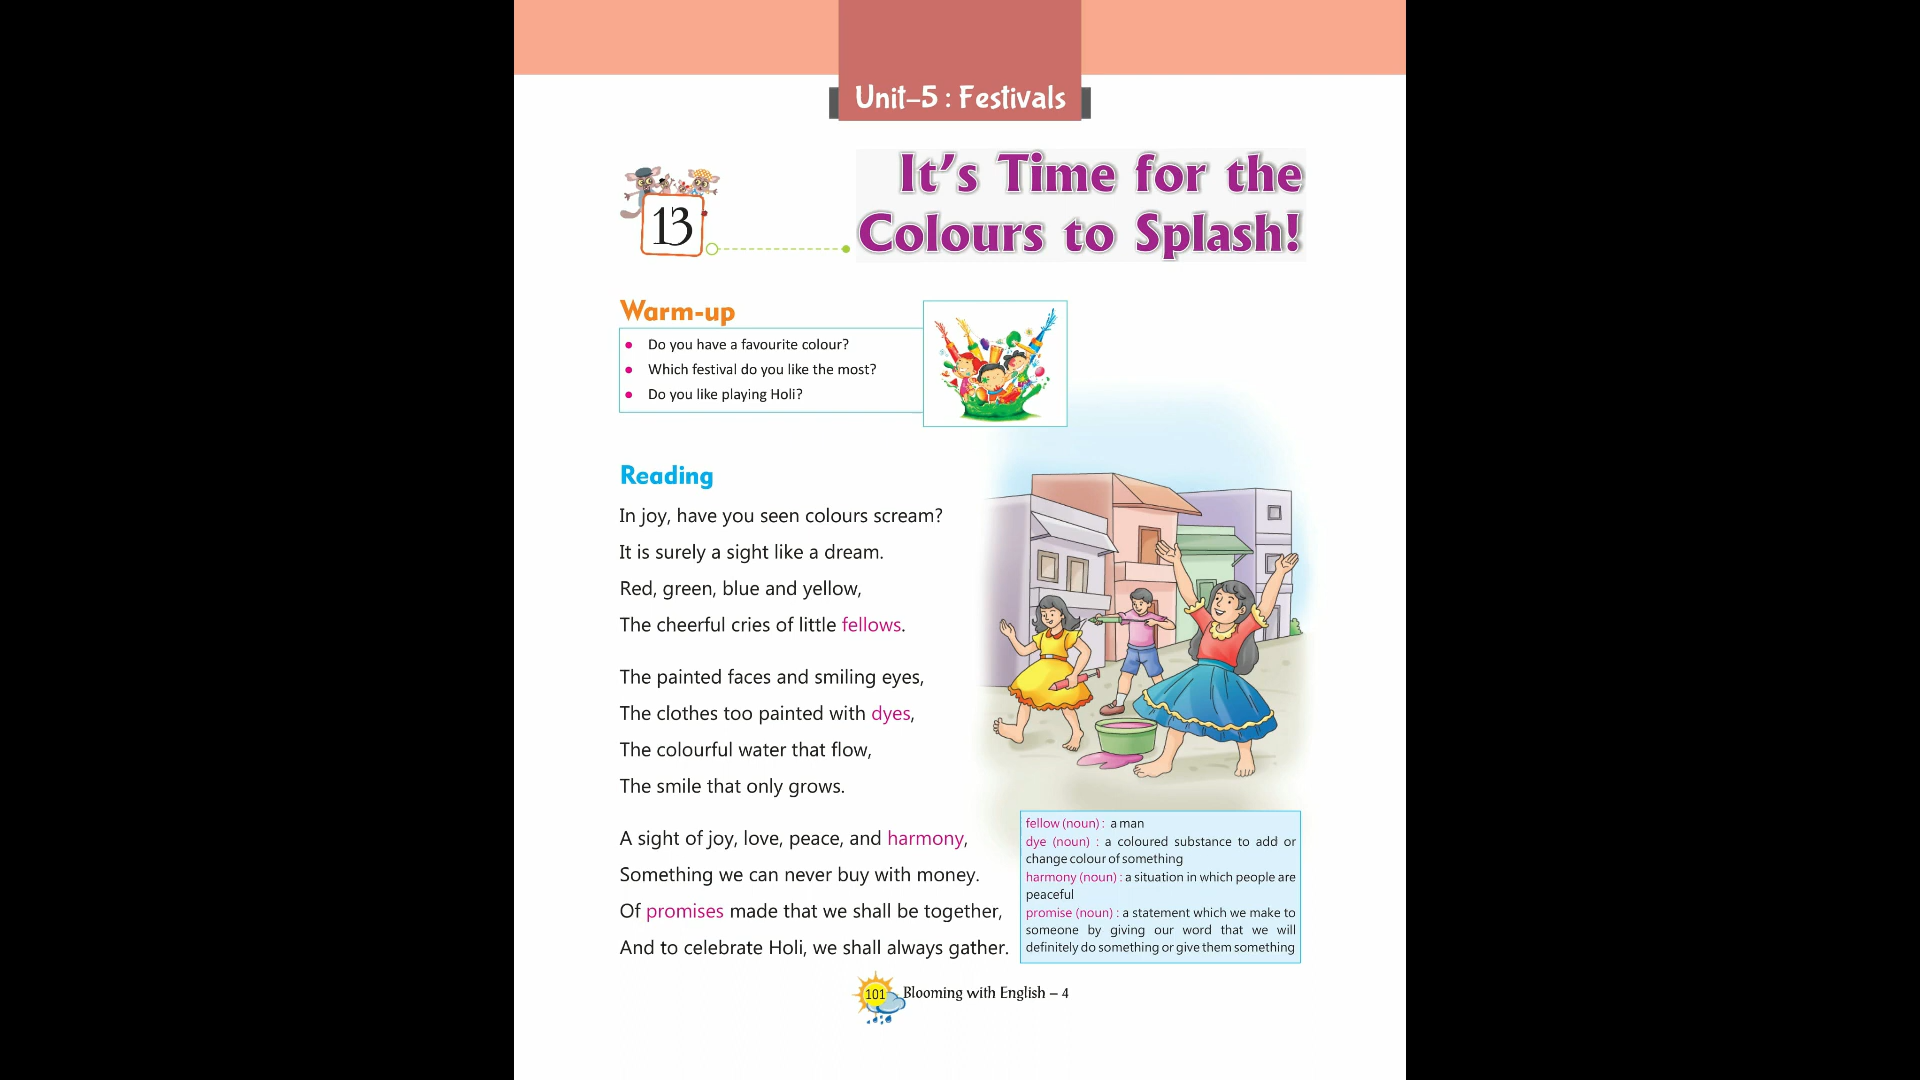 Unit–5 : Festivals
13
It's Time for the
Colours to Splash!
Warm-up
• Do you have a favourite colour?
• Which festival do you like the most?
• Do you like playing Holi?
Reading
In joy, have you seen colours scream?
It is surely a sight like a dream.
Red, green, blue and yellow,
The cheerful cries of little fellows.
The painted faces and smiling eyes,
The clothes too painted with dyes,
The colourful water that flow,
The smile that only grows.
A sight of joy, love, peace, and harmony,
Something we can never buy with money.
Of promises made that we shall be together,
And to celebrate Holi, we shall always gather.
fellow (noun) : a man
dye (noun) : a coloured substance to add or
change colour of something
harmony (noun) : a situation in which people are
peaceful
promise (noun) : a statement which we make to
someone by giving our word that we will
definitely do something or give them something
101 Blooming with English – 4